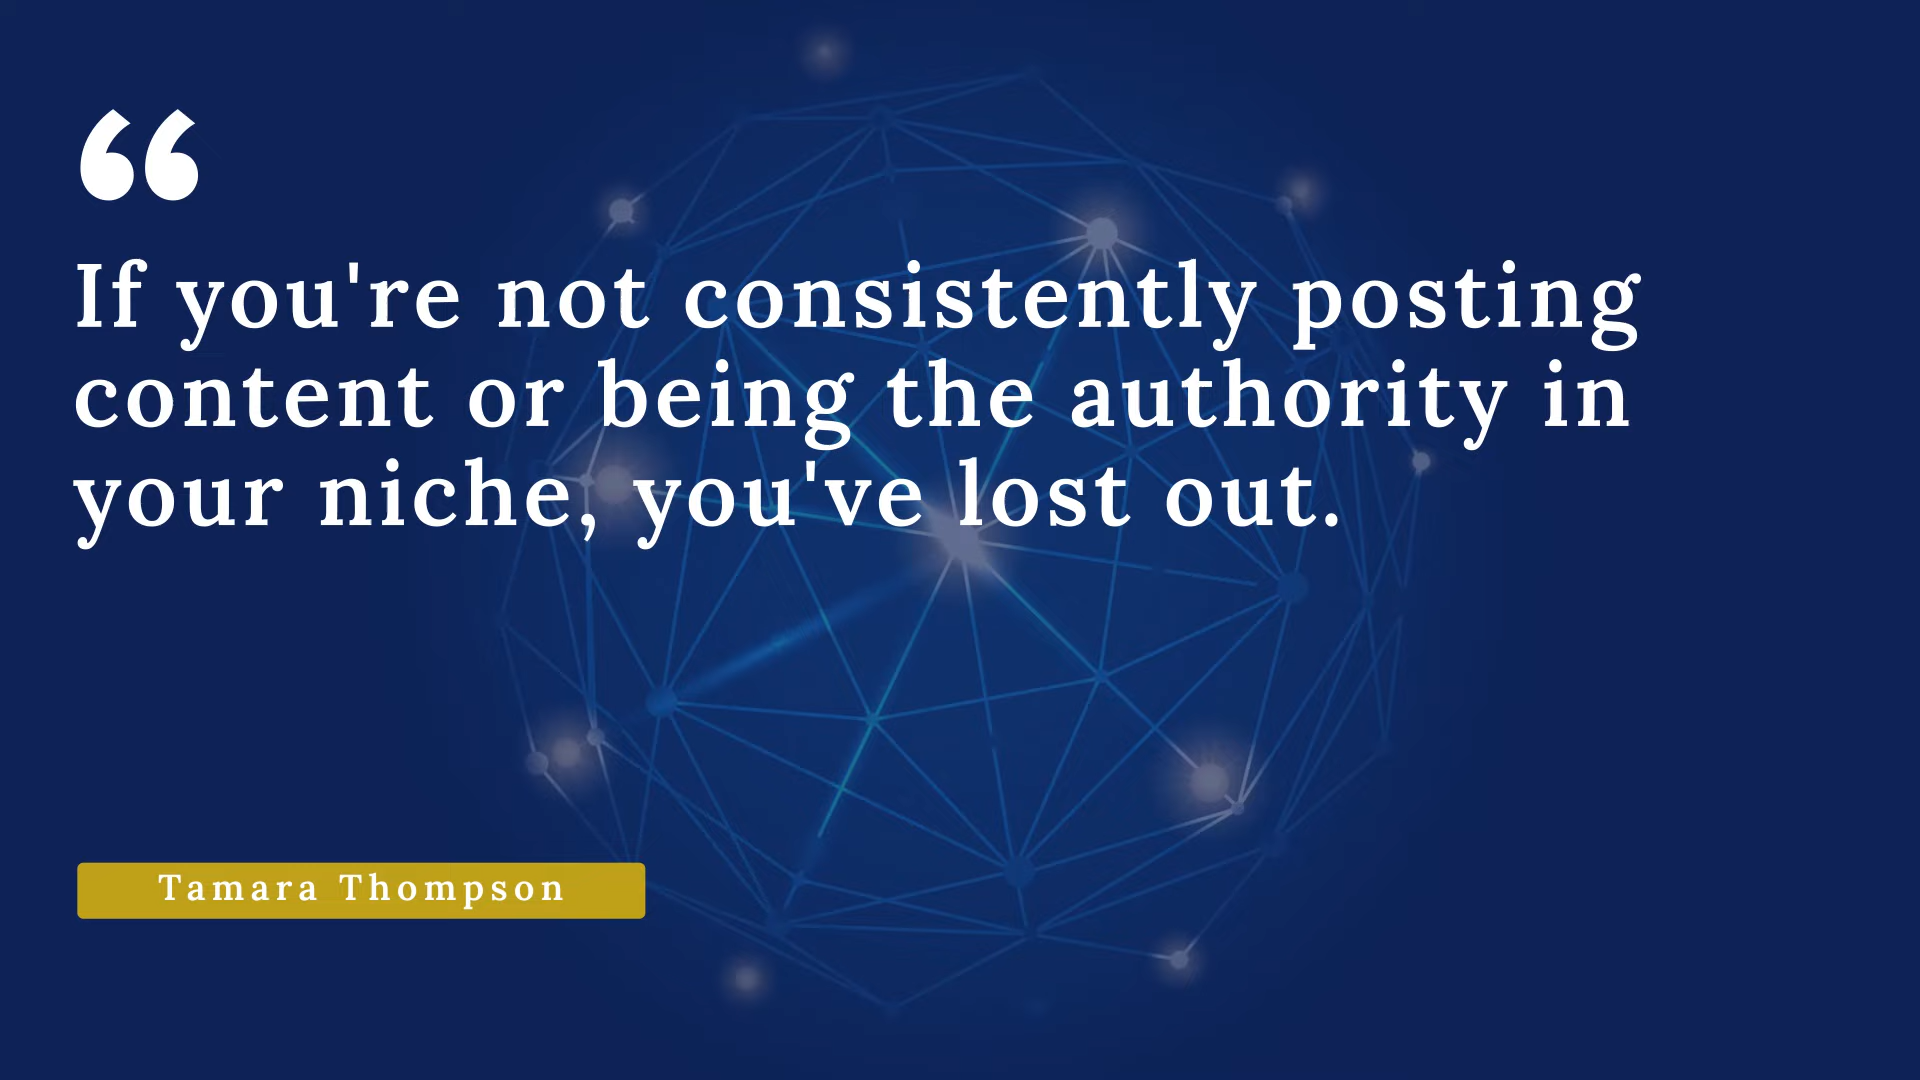 “
If you're not consistently posting
content or being the authority in
your niche, you've lost out.
Tamara Thompson